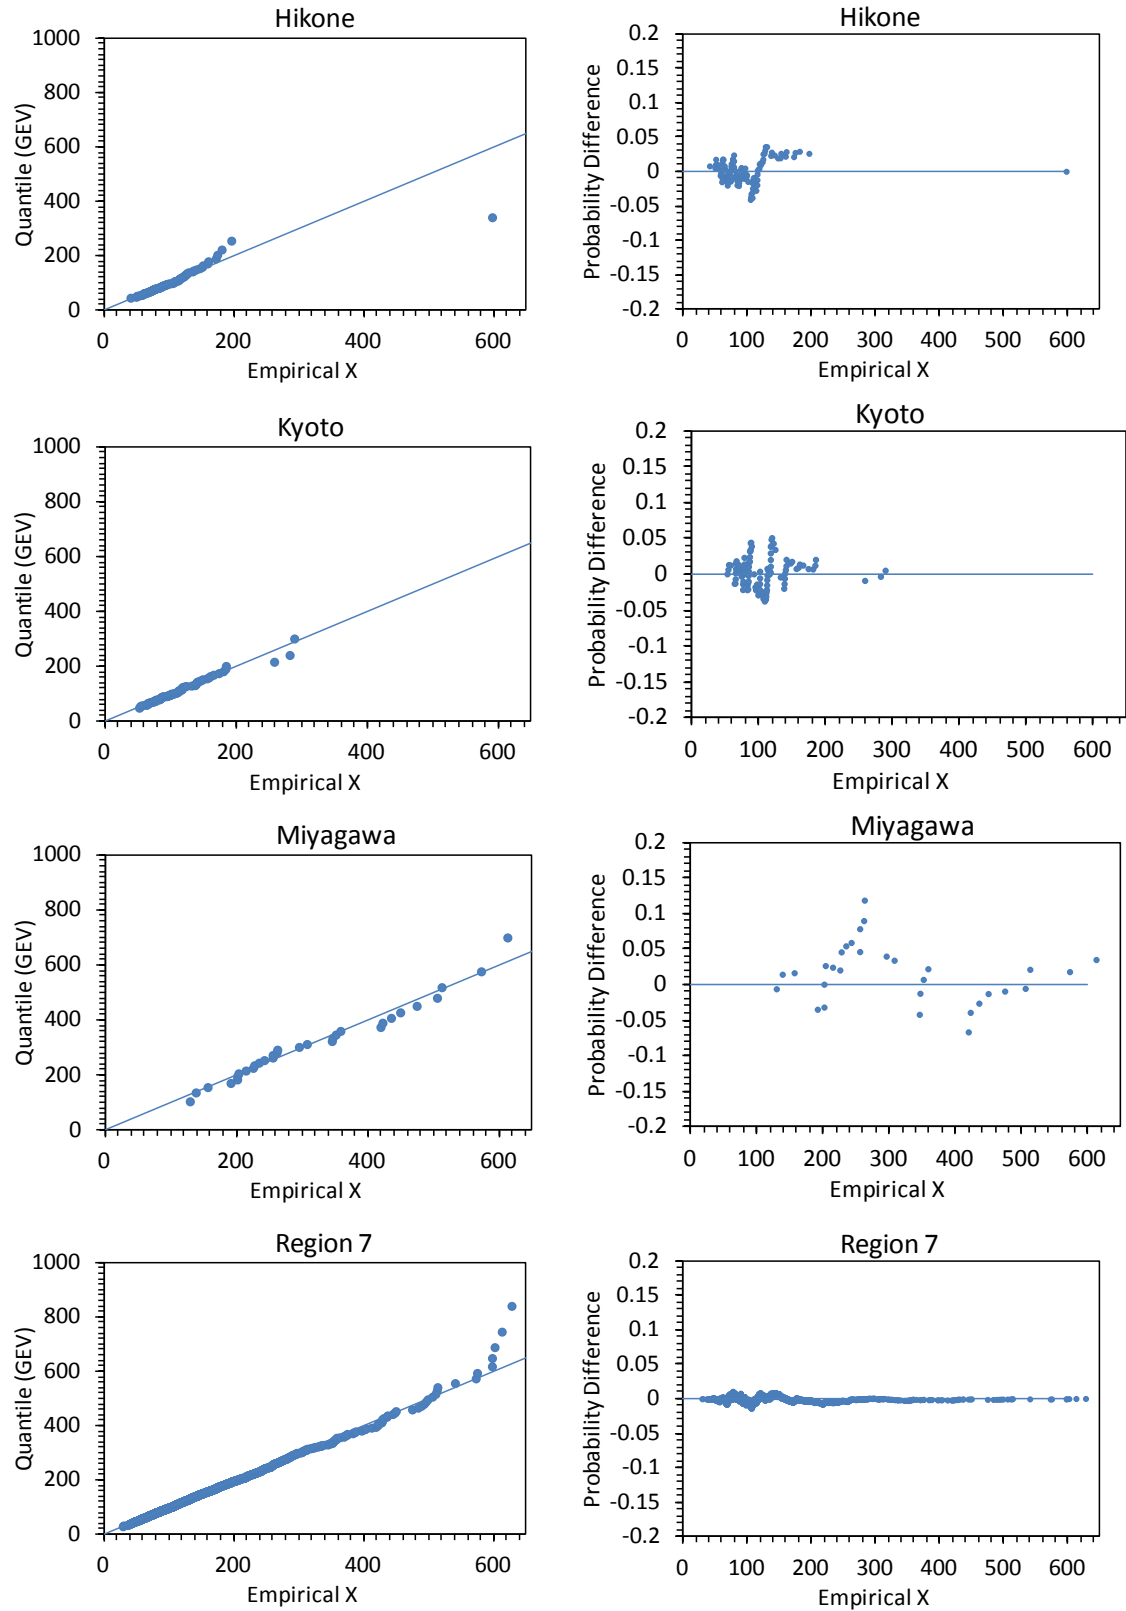 Hikone
1000
800
600
400
200
0
Quantile (GEV)
0 200 400 600
Empirical X
Hikone
0.2
0.15
0.1
0.05
0
-0.05
-0.1
-0.15
-0.2
Probability Difference
0 100 200 300 400 500 600
Empirical X
Kyoto
1000
800
600
400
200
0
Quantile (GEV)
0 200 400 600
Empirical X
Kyoto
0.2
0.15
0.1
0.05
0
-0.05
-0.1
-0.15
-0.2
Probability Difference
0 100 200 300 400 500 600
Empirical X
Miyagawa
1000
800
600
400
200
0
Quantile (GEV)
0 200 400 600
Empirical X
Miyagawa
0.2
0.15
0.1
0.05
0
-0.05
-0.1
-0.15
-0.2
Probability Difference
0 100 200 300 400 500 600
Empirical X
Region 7
1000
800
600
400
200
0
Quantile (GEV)
0 200 400 600
Empirical X
Region 7
0.2
0.15
0.1
0.05
0
-0.05
-0.1
-0.15
-0.2
Probability Difference
0 100 200 300 400 500 600
Empirical X